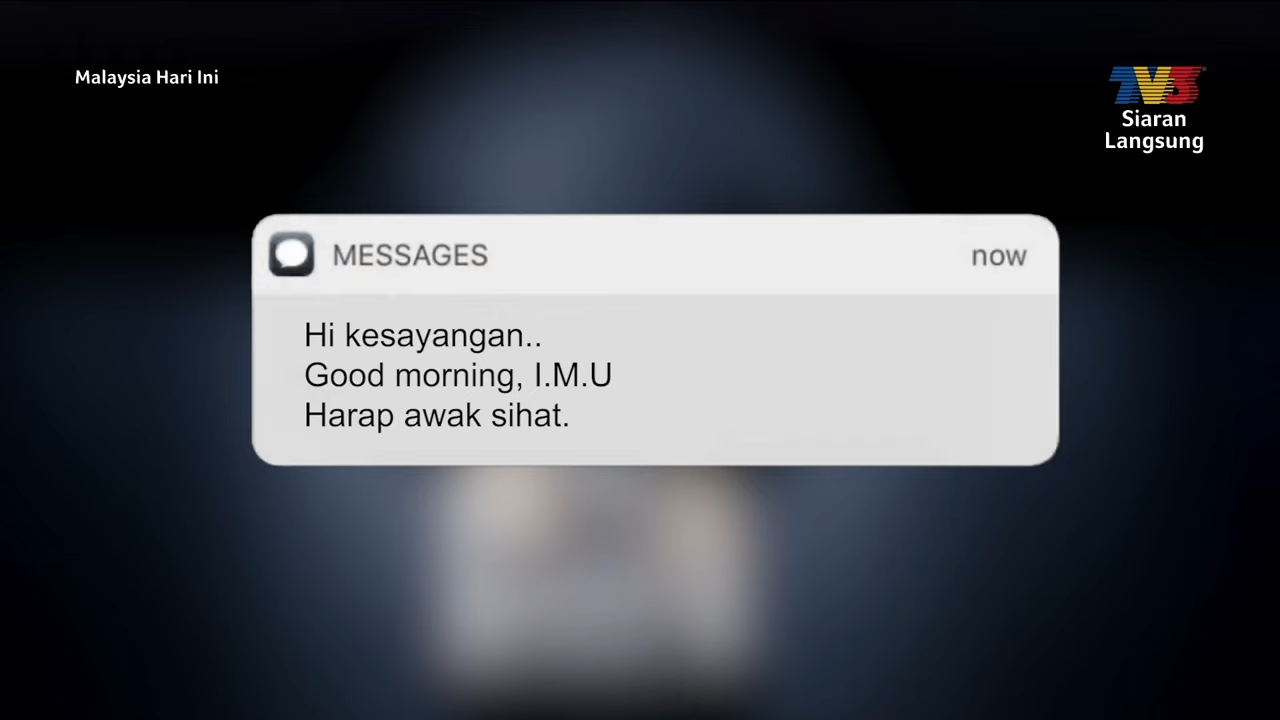 Malaysia Hari Ini
TV3
Siaran
Langsung
MESSAGES
now
Hi kesayangan..
Good morning, I.M.U
Harap awak sihat.